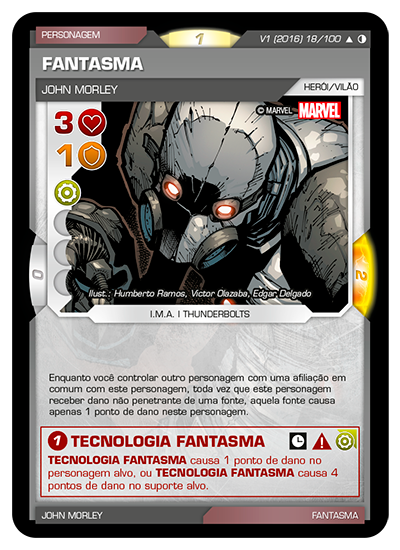 PERSONAGEM
1
V1 (2016) 18/100
FANTASMA
JOHN MORLEY
HERÓI/VILÃO
3
© MARVEL MARVEL
1
0
2
Ilust.: Humberto Ramos, Victor Olazaba, Edgar Delgado
I.M.A. | THUNDERBOLTS
Enquanto você controlar outro personagem com uma afiliação em
comum com este personagem, toda vez que este personagem
receber dano não penetrante de uma fonte, aquela fonte causa
apenas 1 ponto de dano neste personagem.
1 TECNOLOGIA FANTASMA
TECNOLOGIA FANTASMA causa 1 ponto de dano no
personagem alvo, ou TECNOLOGIA FANTASMA causa 4
pontos de dano no suporte alvo.
JOHN MORLEY
FANTASMA